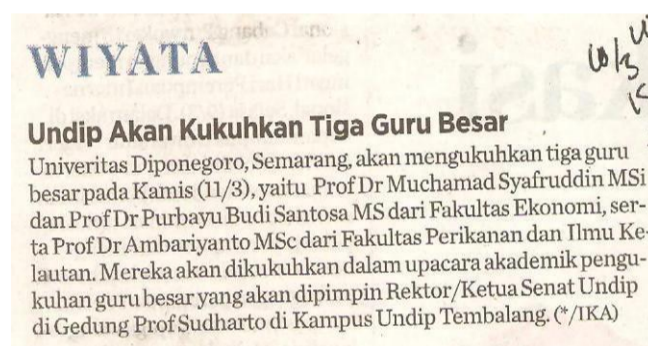 WIYATA
10/3
Undip Akan Kukuhkan Tiga Guru Besar
Univeritas Diponegoro, Semarang, akan mengukuhkan tiga guru
besar pada Kamis (11/3), yaitu Prof Dr Muchamad Syafruddin MSi
dan Prof Dr Purbayu Budi Santosa MS dari Fakultas Ekonomi, ser-
ta Prof Dr Ambariyanto MSc dari Fakultas Perikanan dan Ilmu Ke-
lautan. Mereka akan dikukuhkan dalam upacara akademik pengu-
kuhan guru besar yang akan dipimpin Rektor/Ketua Senat Undip
di Gedung Prof Sudharto di Kampus Undip Tembalang. (*/IKA)